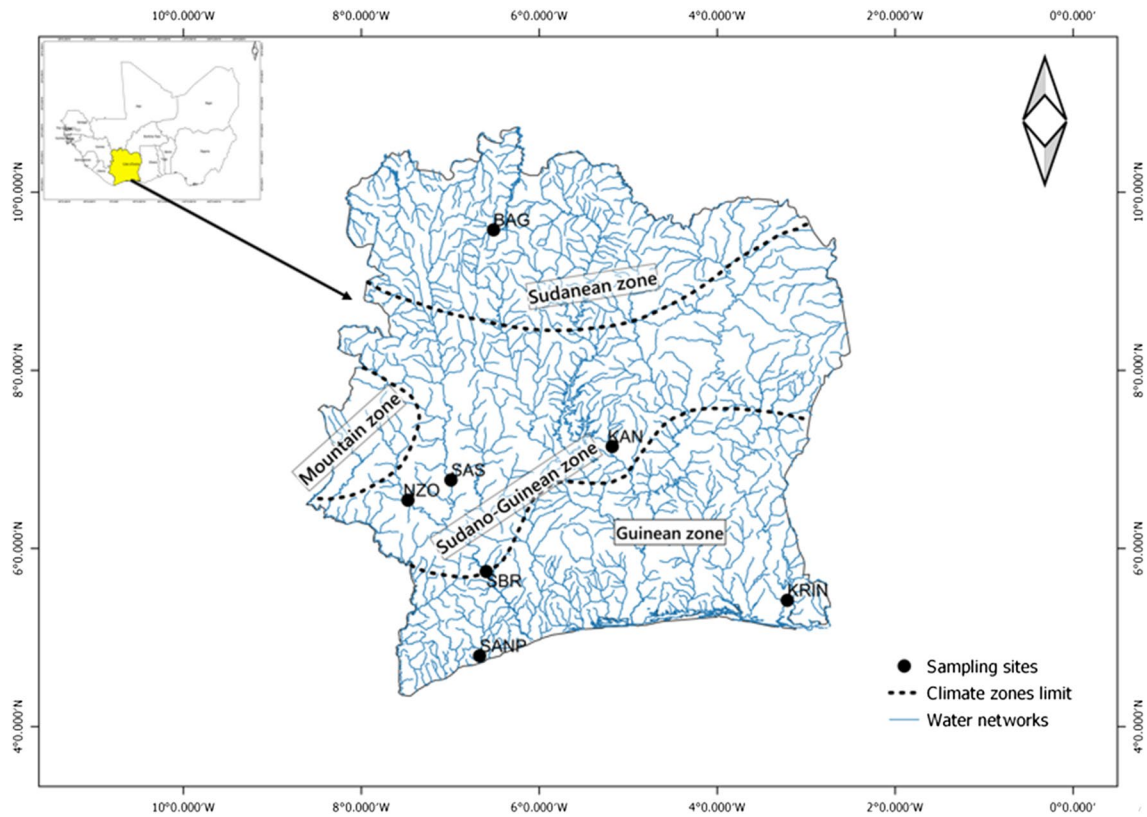 10°0.000'W 8°0.000'W 6°0.000'W 4°0.000'W 2°0.000'W 0°0.000'
10°0.000'N
8°0.000'N
6°0.000'N
4°0.000'N
10°0.000'N
8°0.000'N
6°0.000'N
4°0.000'N
BAG
Sudanean zone
Mountain zone
KAN
SAS
NZO
Sudano-Guinean zone
Guinean zone
SBR
KRIN
SANP
Sampling sites
Climate zones limit
Water networks
10°0.000'W 8°0.000'W 6°0.000'W 4°0.000'W 2°0.000'W 0°0.000'